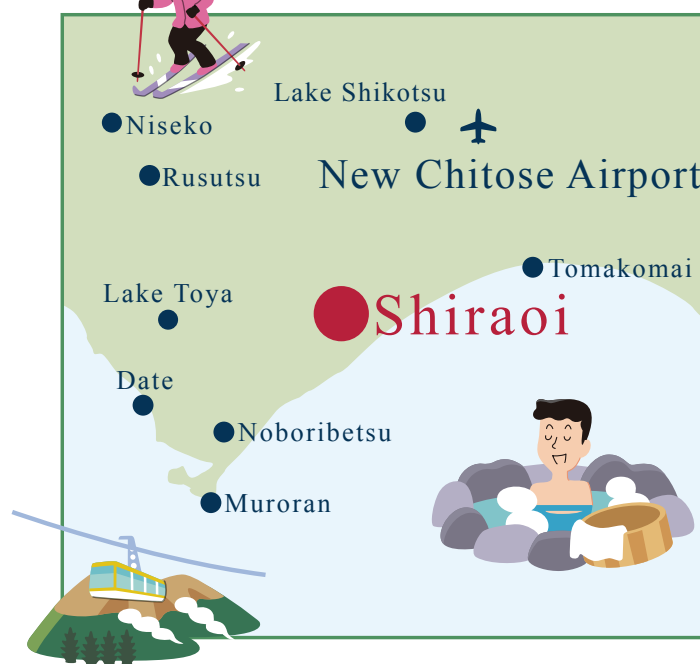 Lake Shikotsu
Niseko
New Chitose Airport
Rusutsu
Tomakomai
Lake Toya
Shiraoi
Date
Noboribetsu
Muroran